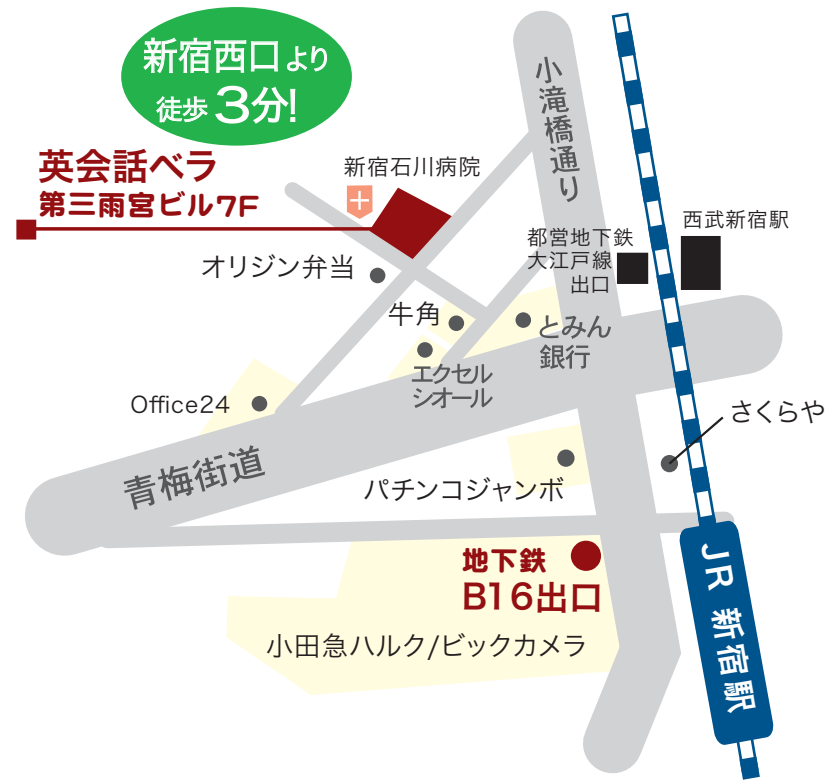 新宿西口より
徒歩3分!
英会話ベラ
第三雨宮ビル7F
新宿石川病院
小滝橋通り
西武新宿駅
都営地下鉄
大江戸線
出口
オリジン弁当
牛角
とみん
銀行
エクセル
シオール
Office24
さくらや
青梅街道
パチンコジャンボ
地下鉄
B16出口
JR 新宿駅
小田急ハルク/ビックカメラ